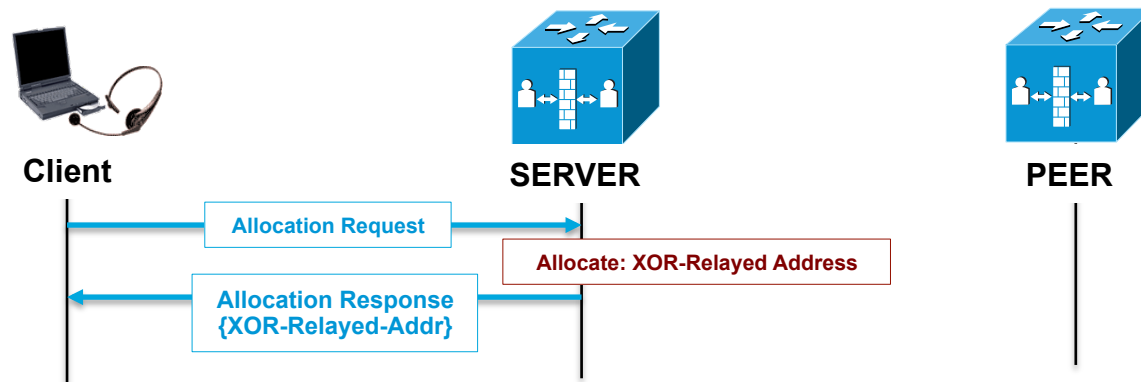 Client
SERVER
PEER
Allocation Request
Allocate: XOR-Relayed Address
Allocation Response
{XOR-Relayed-Addr}